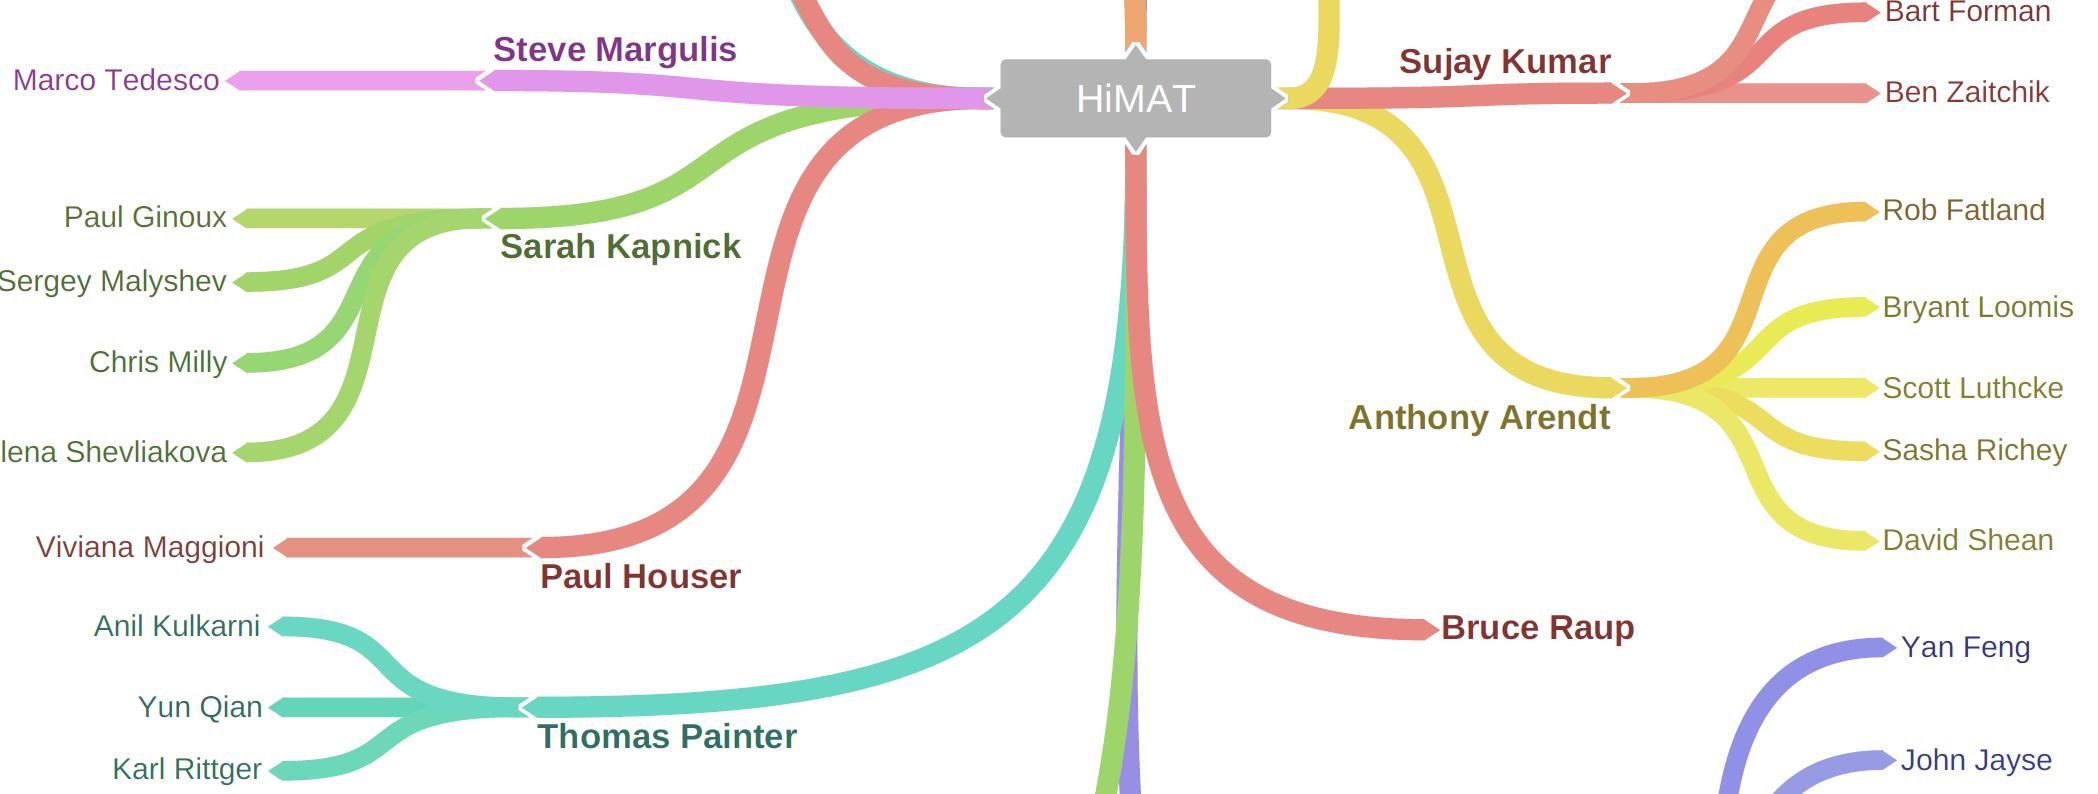 Bart Forman
Steve Margulis
Sujay Kumar
Marco Tedesco
HiMAT
Ben Zaitchik
Paul Ginoux
Rob Fatland
Sarah Kapnick
Sergey Malyshev
Bryant Loomis
Chris Milly
Scott Luthcke
Anthony Arendt
lena Shevliakova
Sasha Richey
Viviana Maggioni
David Shean
Paul Houser
Anil Kulkarni
Bruce Raup
Yan Feng
Yun Qian
Thomas Painter
Karl Rittger
John Jayse